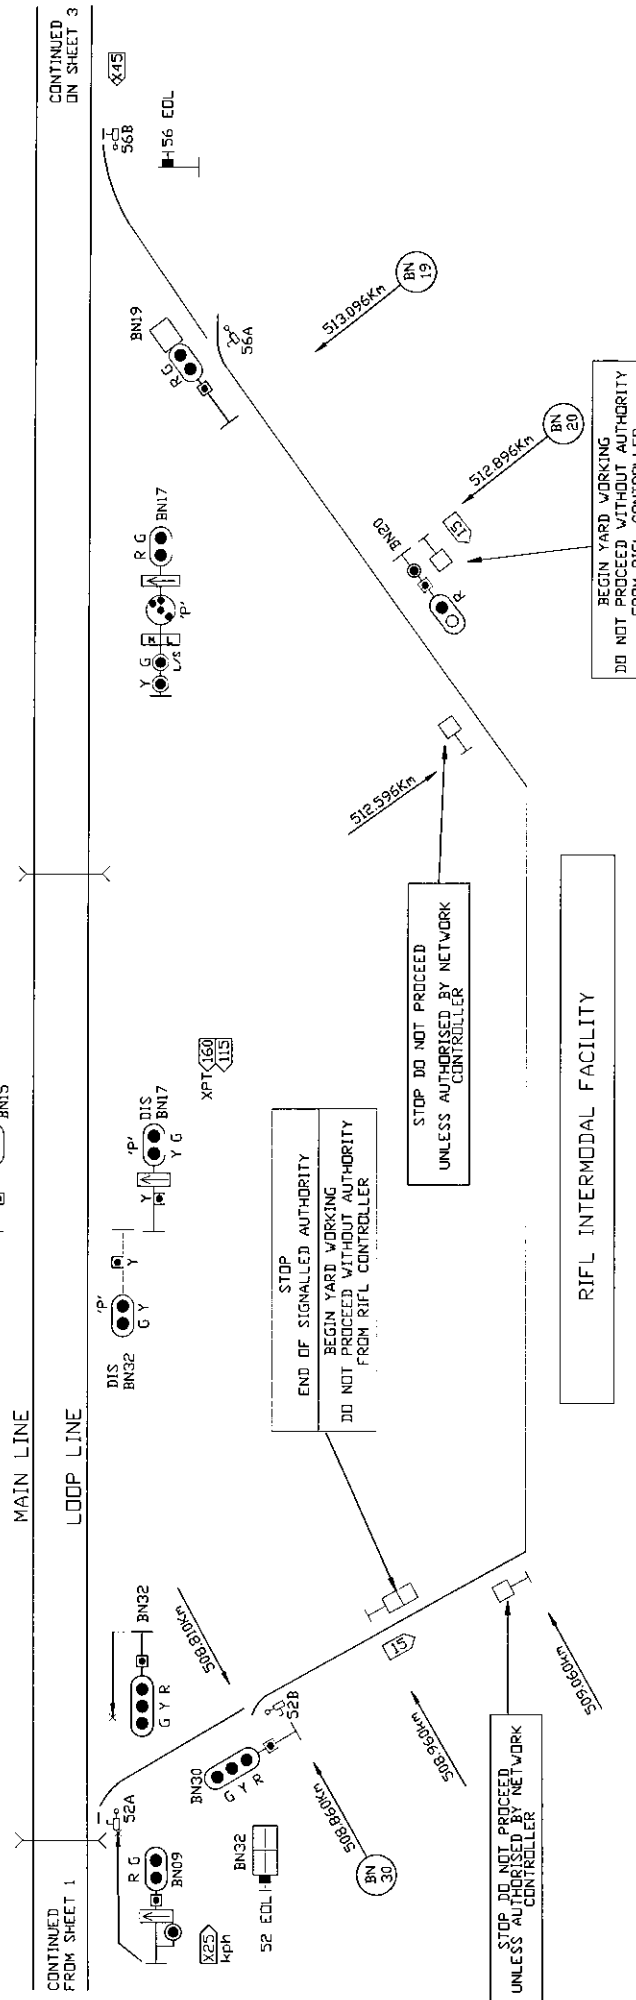 CONTINUED
FROM SHEET 1
MAIN LINE
LOOP LINE
CONTINUED
ON SHEET 3
BN15
52A
R G
BN09
X25
kph
52 EOL
BN32
BN32
G Y R
508.810km
BN30
G Y R
52B
508.860km
BN
30
15
508.960km
509.060km
STOP DO NOT PROCEED
UNLESS AUTHORISED BY NETWORK
CONTROLLER
STOP
END OF SIGNALLED AUTHORITY
BEGIN YARD WORKING
DO NOT PROCEED WITHOUT AUTHORITY
FROM RIFL CONTROLLER
DIS
BN32
'P'
G Y
Y
'P'
DIS
BN17
Y G
Y
XPT 160
115
STOP DO NOT PROCEED
UNLESS AUTHORISED BY NETWORK
CONTROLLER
512.596Km
RIFL INTERMODAL FACILITY
Y G
L/S
M L
'P'
R G
BN17
BN20
R
15
512.896Km
BN
20
BEGIN YARD WORKING
DO NOT PROCEED WITHOUT AUTHORITY
FROM RIFL CONTROLLER
BN19
R G
56A
513.096Km
BN
19
56B
56 EOL
X45